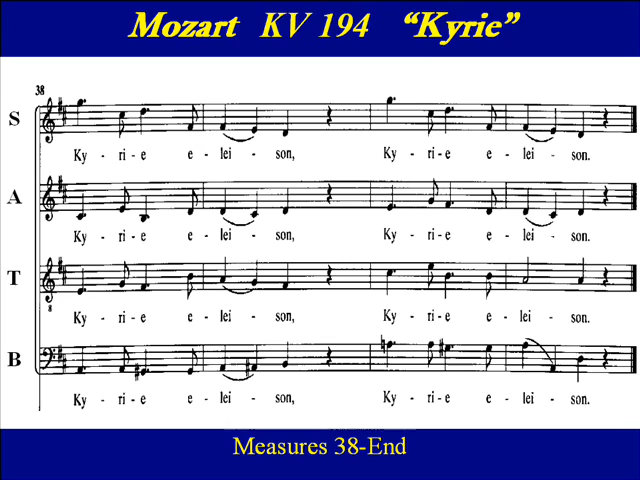 Mozart KV 194 “Kyrie”
38
S
Ky - ri - e e - lei - son, Ky - ri - e e - lei - son.
A
Ky - ri - e e - lei - son, Ky - ri - e e - lei - son.
T
8
Ky - ri - e e - lei - son, Ky - ri - e e - lei - son.
B
Ky - ri - e e - lei - son, Ky - ri - e e - lei - son.
Measures 38-End